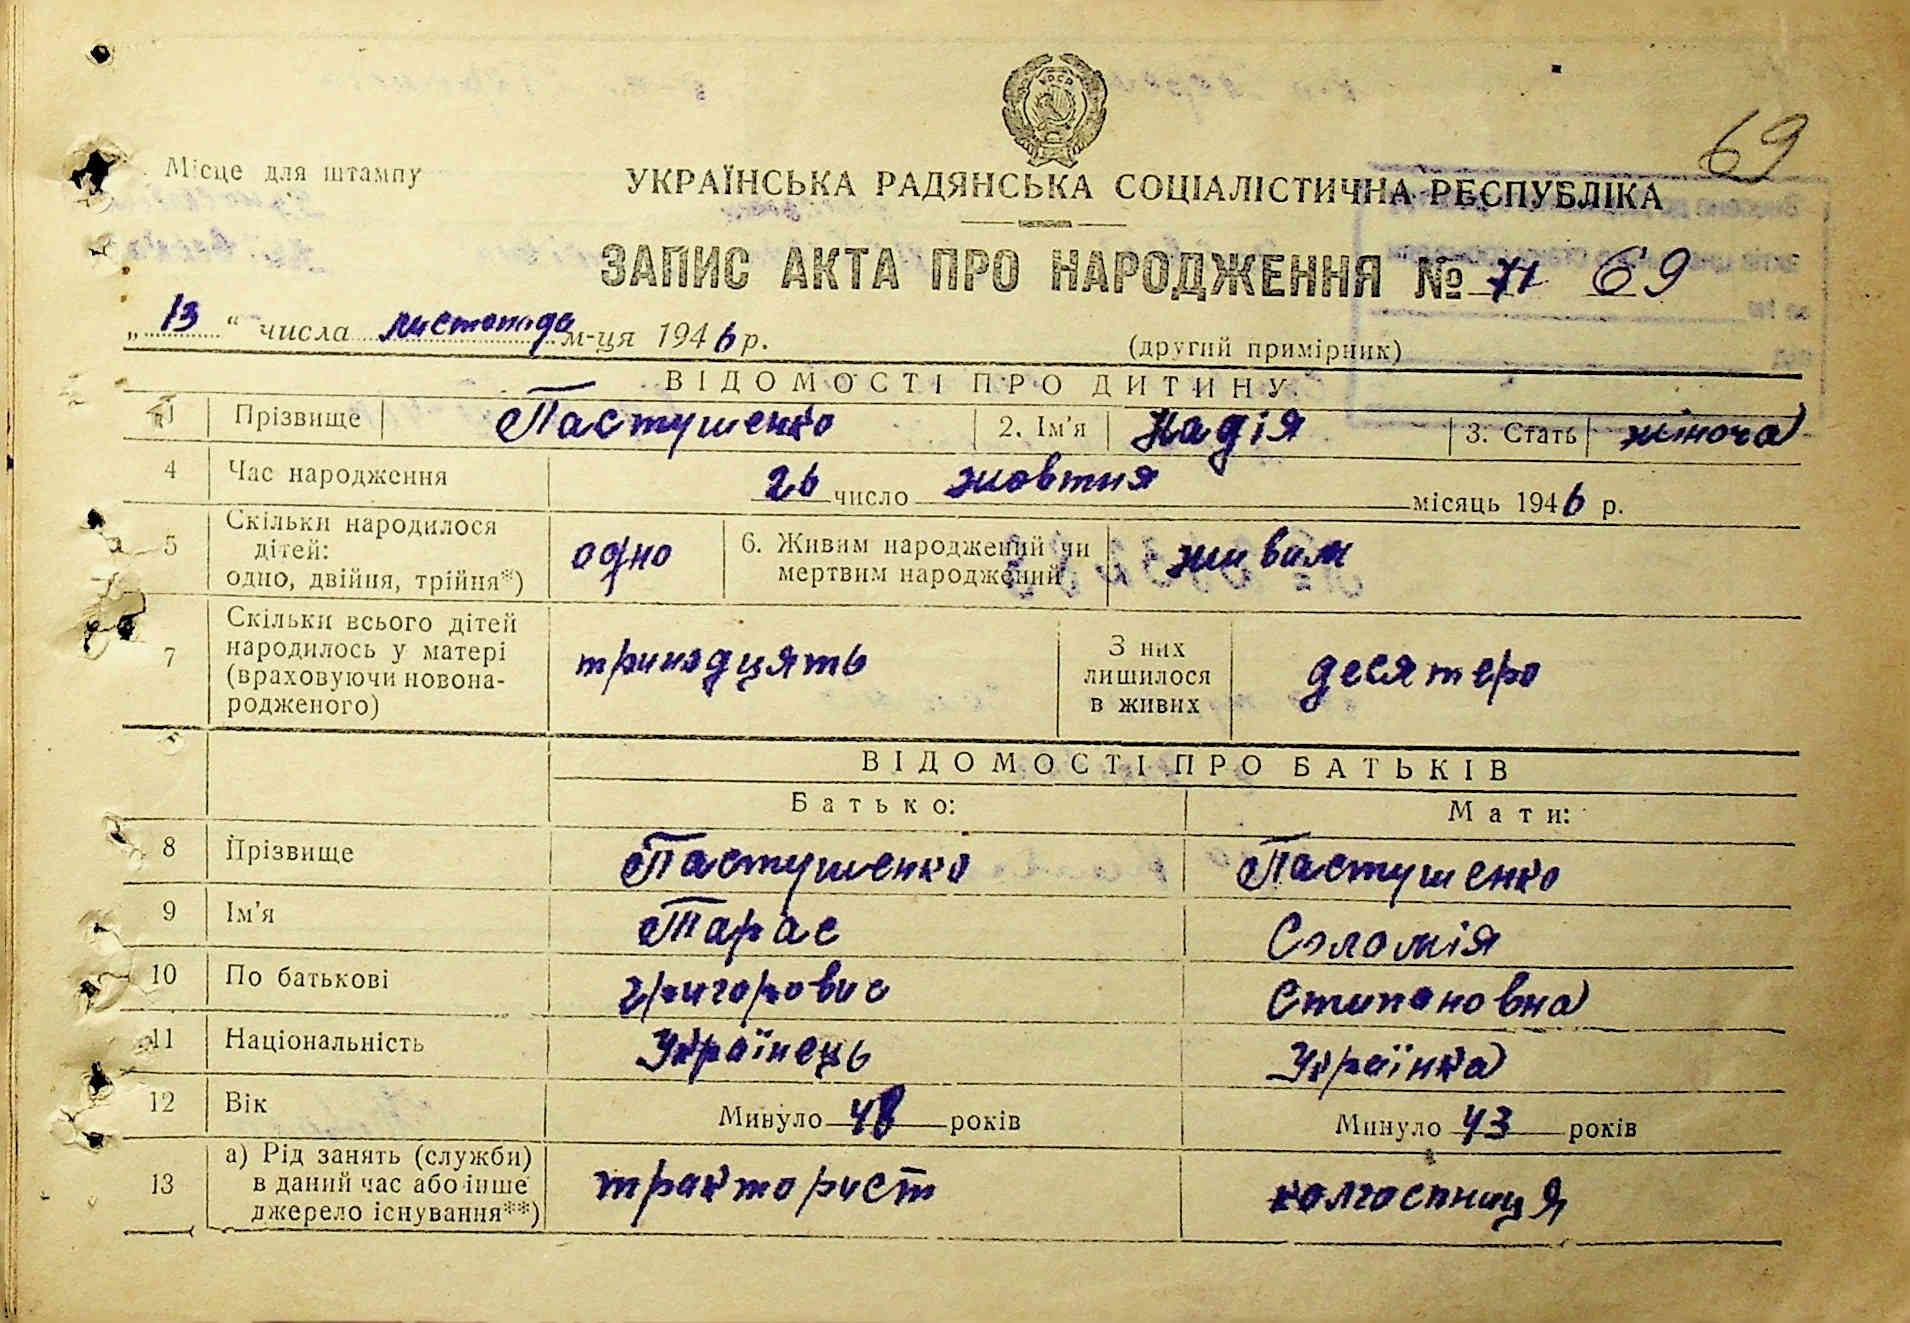 69
Місце для штампу
УКРАЇНСЬКА РАДЯНСЬКА СОЦІАЛІСТИЧНА РЕСПУБЛІКА
ЗАПИС АКТА ПРО НАРОДЖЕННЯ № 71 69
„13“ числа листопада м-ця 1946 р.
(другий примірник)
ВІДОМОСТІ ПРО ДИТИНУ
1 Прізвище Пастушенко 2. Ім'я Надія 3. Стать жіноча
4 Час народження 26 число жовтня місяць 1946 р.
5 Скільки народилося дітей: одно, двійня, трійня*) одно 6. Живим народжений чи мертвим народжений живим
7 Скільки всього дітей народилось у матері (враховуючи новонародженого) тринадцять З них лишилося в живих десятеро
ВІДОМОСТІ ПРО БАТЬКІВ
Батько: Мати:
8 Прізвище Пастушенко Пастушенко
9 Ім'я Тарас Соломія
10 По батькові Григорович Стипановна
11 Національність Українець Українка
12 Вік Минуло 48 років Минуло 43 років
13 а) Рід занять (служби) в даний час або інше джерело існування**) тракторист колгоспниця